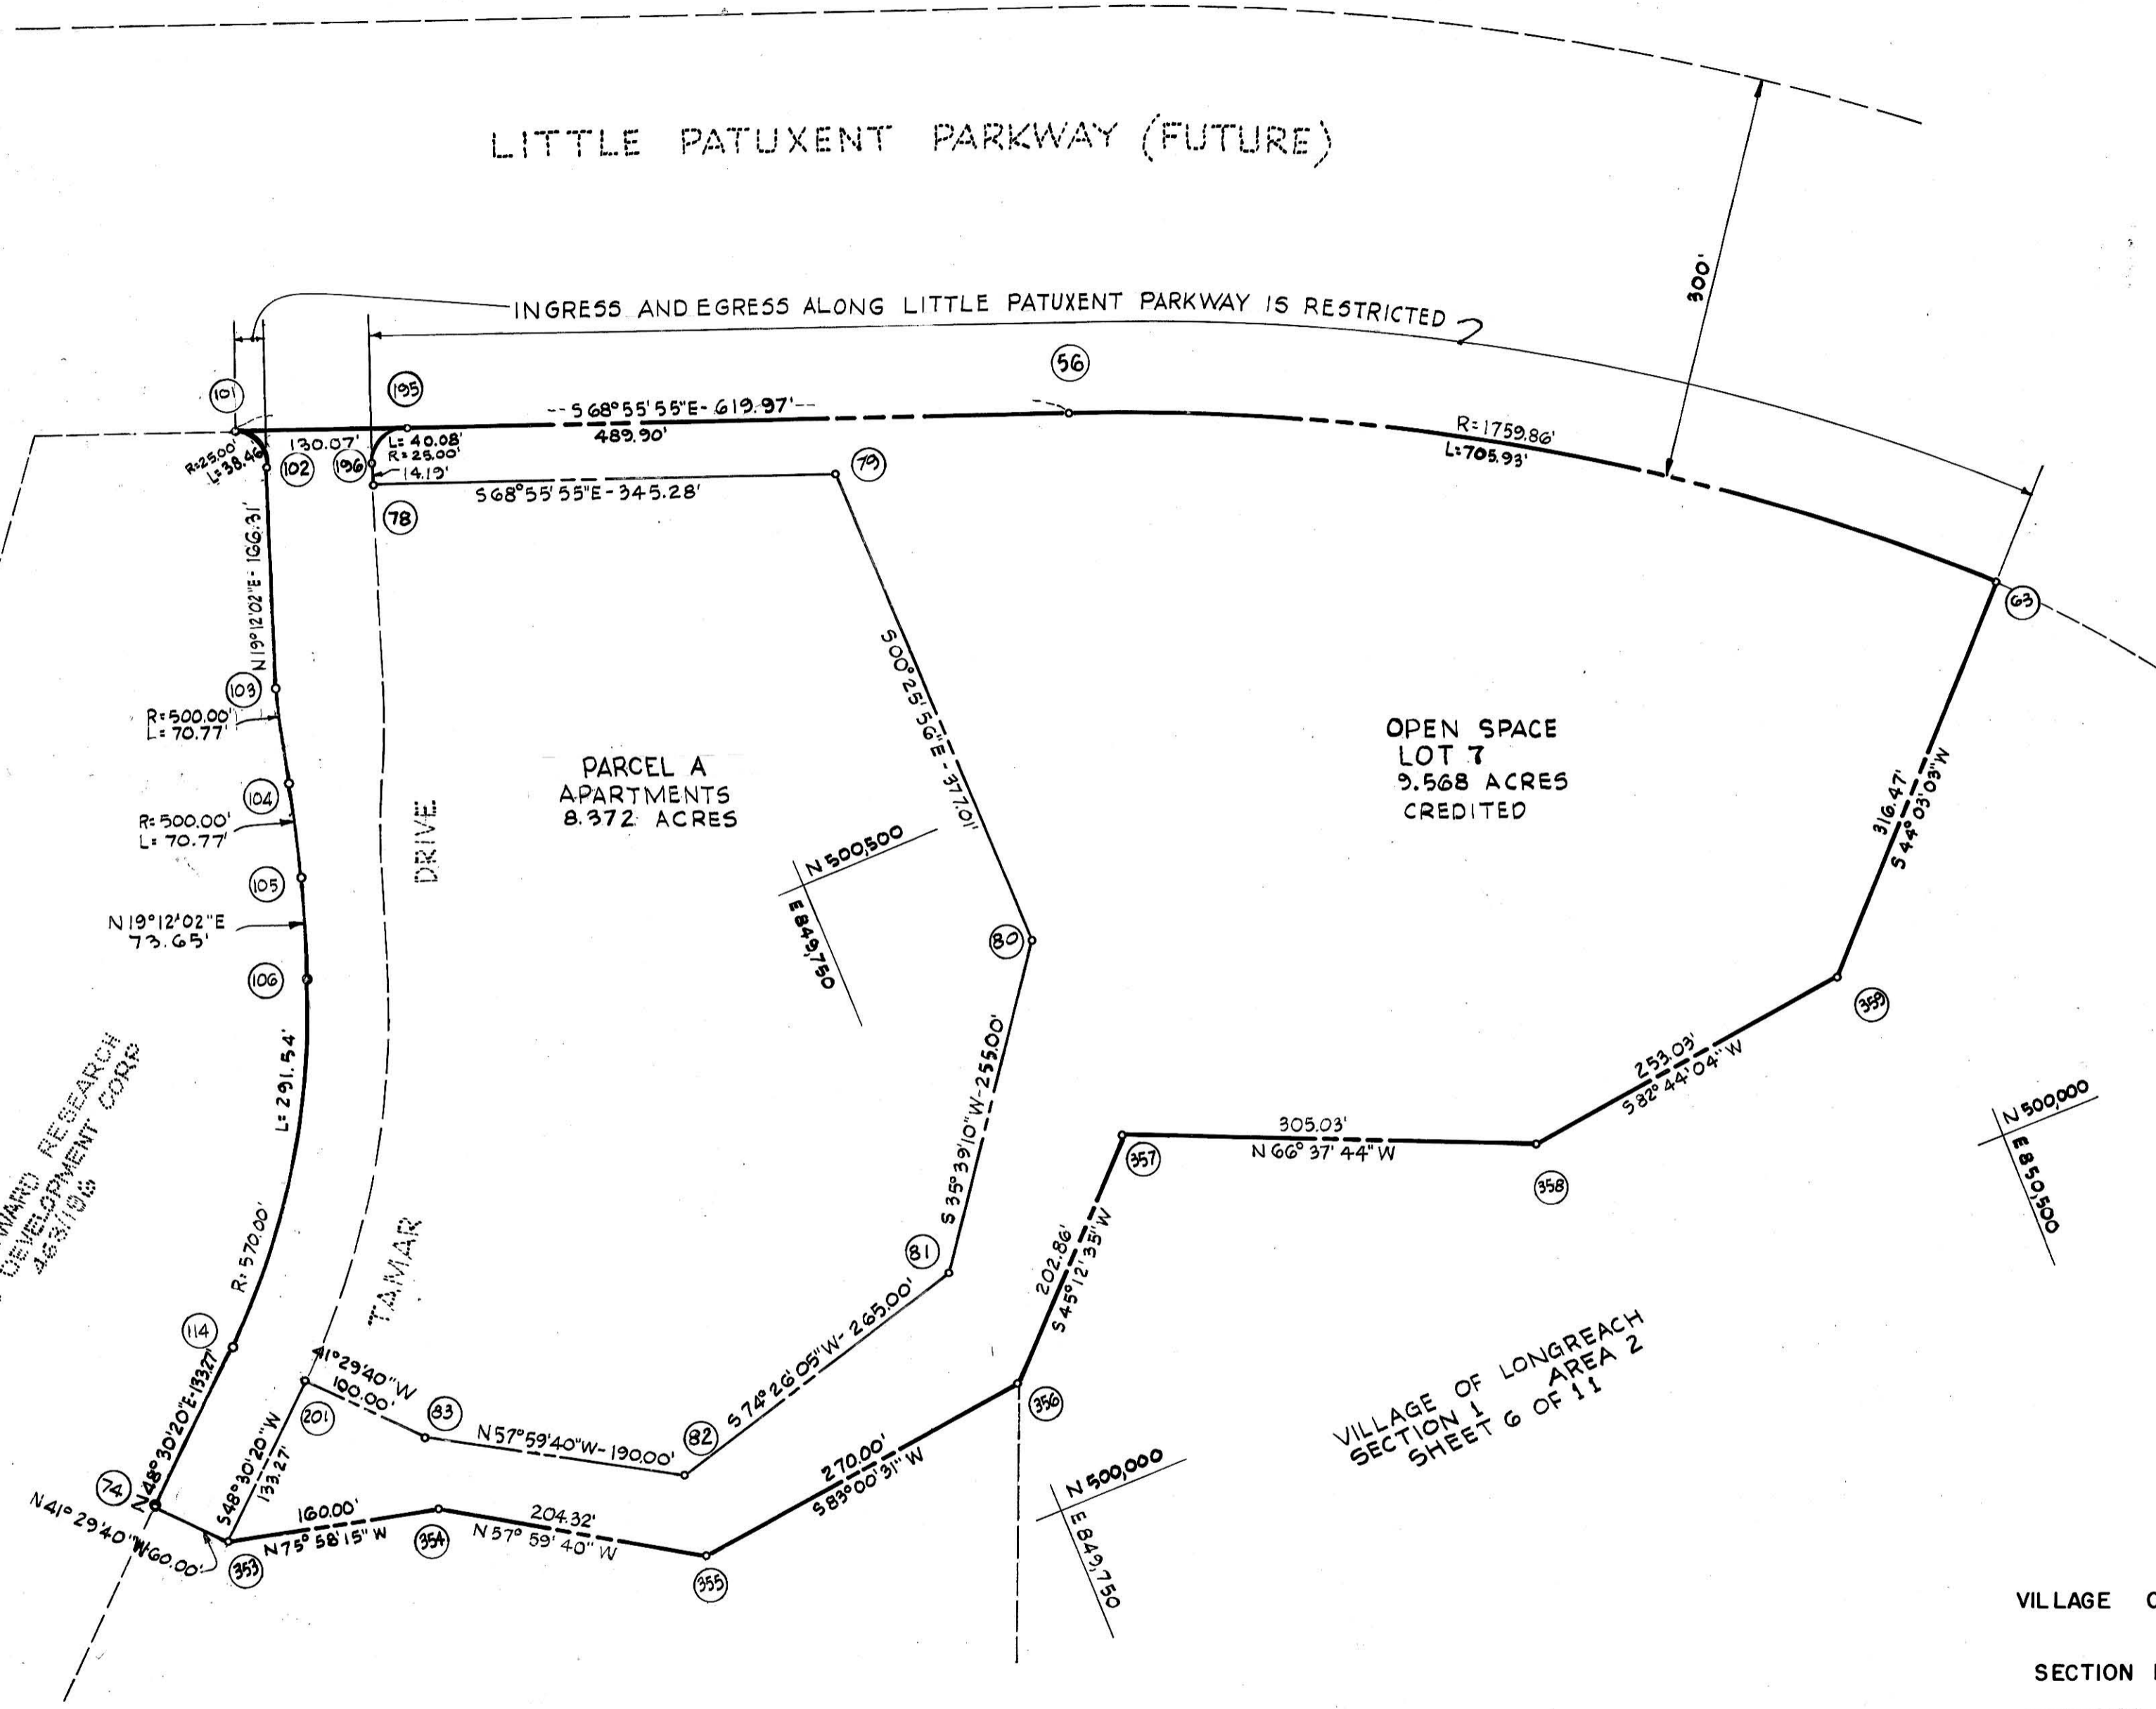 LITTLE PATUXENT PARKWAY (FUTURE)
300'
INGRESS AND EGRESS ALONG LITTLE PATUXENT PARKWAY IS RESTRICTED
56
101
195
S 68° 55' 55" E - 619.97'
489.90'
130.07'
L= 40.08'
R= 25.00'
R=25.00'
L=38.46'
102
196
14.19'
S 68° 55' 55" E - 345.28'
79
78
R=1759.86'
L=705.93'
63
N 19° 12' 02" E - 166.31'
103
R=500.00'
L= 70.77'
104
R=500.00'
L= 70.77'
105
N 19° 12' 02" E
73.65'
106
DRIVE
PARCEL A
APARTMENTS
8.372 ACRES
S 00° 25' 56" E - 377.01'
OPEN SPACE
LOT 7
9.568 ACRES
CREDITED
316.47'
S 44° 03' 03" W
N 500,500
E 849,750
80
359
253.03'
S 82° 44' 04" W
N 500,000
E 850,500
RESEARCH
DEVELOPMENT CORP
L= 291.54'
R= 570.00'
S 35° 39' 10" W - 255.00'
357
305.03'
N 66° 37' 44" W
358
TAMAR
81
202.86'
S 45° 12' 35" W
114
41° 29' 40" W
100.00'
201
83
N 57° 59' 40" W - 190.00'
82
S 74° 26' 05" W - 265.00'
356
VILLAGE OF LONGREACH
SECTION 1 AREA 2
SHEET 6 OF 11
N 48° 30' 20" E - 133.27'
S 48° 30' 20" W
133.27'
74
N 41° 29' 40" W - 60.00'
353
160.00'
N 75° 58' 15" W
354
204.32'
N 57° 59' 40" W
355
270.00'
S 83° 00' 31" W
N 500,000
E 849,750
VILLAGE
SECTION